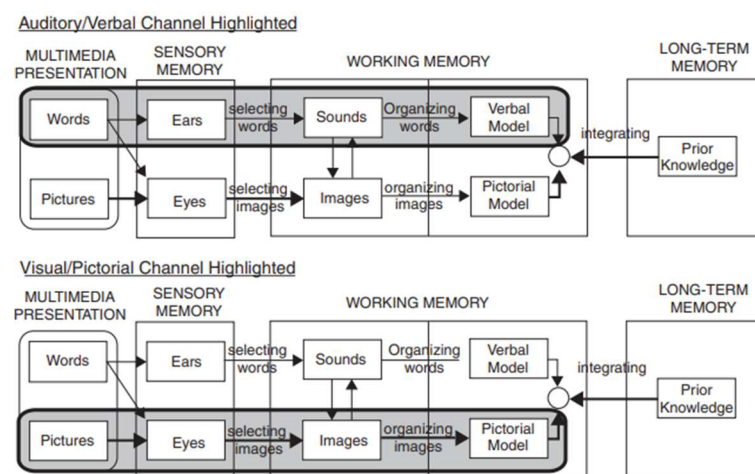 Auditory/Verbal Channel Highlighted
MULTIMEDIA PRESENTATION
SENSORY MEMORY
WORKING MEMORY
LONG-TERM MEMORY
Words
Ears
selecting words
Sounds
Organizing words
Verbal Model
integrating
Prior Knowledge
Pictures
Eyes
selecting images
Images
organizing images
Pictorial Model
Visual/Pictorial Channel Highlighted
MULTIMEDIA PRESENTATION
SENSORY MEMORY
WORKING MEMORY
LONG-TERM MEMORY
Words
Ears
selecting words
Sounds
Organizing words
Verbal Model
integrating
Prior Knowledge
Pictures
Eyes
selecting images
Images
organizing images
Pictorial Model